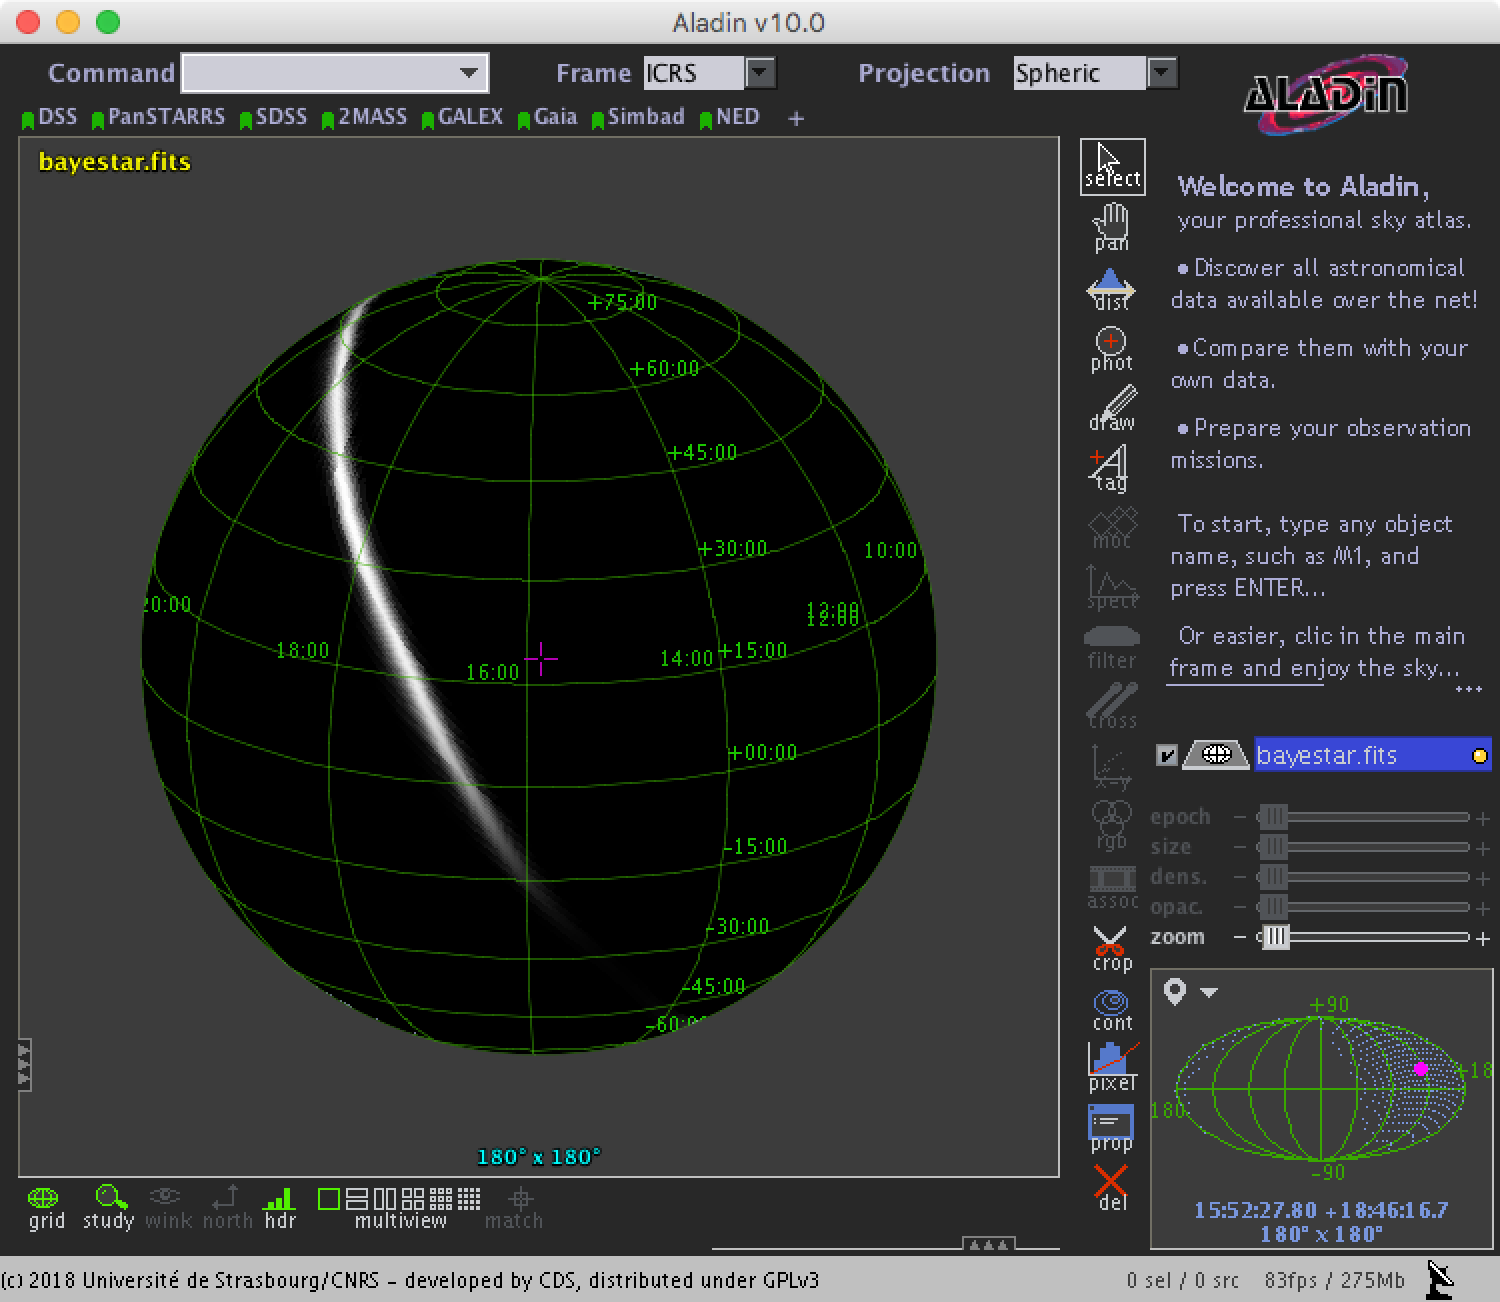 Aladin v10.0
Command Frame ICRS Projection Spheric
ALADIN
DSS PanSTARRS SDSS 2MASS GALEX Gaia Simbad NED +
bayestar.fits
+75:00
+60:00
+45:00
+30:00 10:00
20:00 12:00
12:00
18:00 16:00 14:00 +15:00
+00:00
-15:00
-30:00
-45:00
-60:00
180° x 180°
select
pan
dist
phot
draw
tag
moc
spect
filter
cross
x-y
rgb
assoc
crop
cont
pixel
prop
del
Welcome to Aladin,
your professional sky atlas.
• Discover all astronomical
data available over the net!
• Compare them with your
own data.
• Prepare your observation
missions.
To start, type any object
name, such as M1, and
press ENTER...
Or easier, clic in the main
frame and enjoy the sky...
...
bayestar.fits
epoch - +
size - +
dens. - +
opac. - +
zoom - +
+90
+18
180
-90
15:52:27.80 +18:46:16.7
180° x 180°
grid study wink north hdr multiview match
(c) 2018 Université de Strasbourg/CNRS - developed by CDS, distributed under GPLv3 0 sel / 0 src 83fps / 275Mb